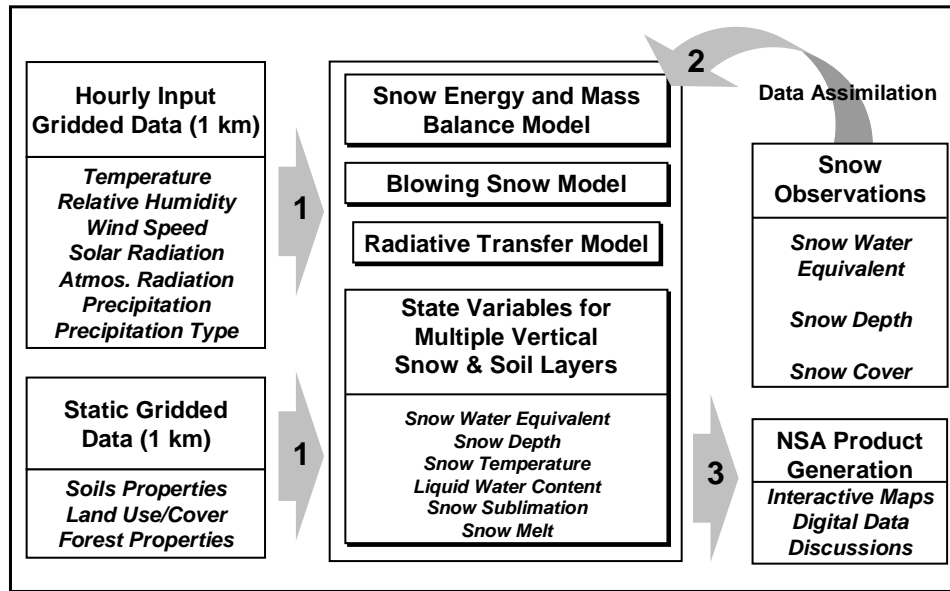 Hourly Input
Gridded Data (1 km)
Temperature
Relative Humidity
Wind Speed
Solar Radiation
Atmos. Radiation
Precipitation
Precipitation Type
Static Gridded
Data (1 km)
Soils Properties
Land Use/Cover
Forest Properties
1
1
Snow Energy and Mass
Balance Model
Blowing Snow Model
Radiative Transfer Model
State Variables for
Multiple Vertical
Snow & Soil Layers
Snow Water Equivalent
Snow Depth
Snow Temperature
Liquid Water Content
Snow Sublimation
Snow Melt
2
Data Assimilation
Snow
Observations
Snow Water
Equivalent
Snow Depth
Snow Cover
3
NSA Product
Generation
Interactive Maps
Digital Data
Discussions